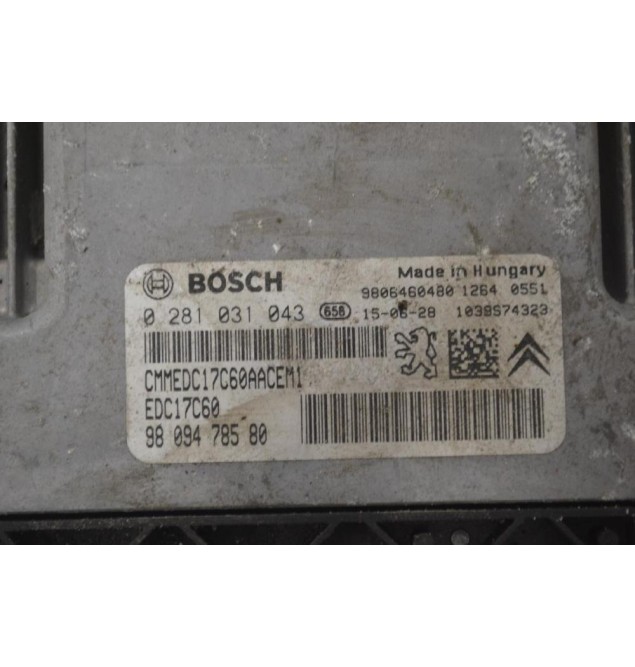 BOSCH
Made in Hungary
9806460480 1264 0551
0 281 031 043 656 15-06-28 1039S74323
CMMEDC17C60AACEM1
EDC17C60
98 094 785 80